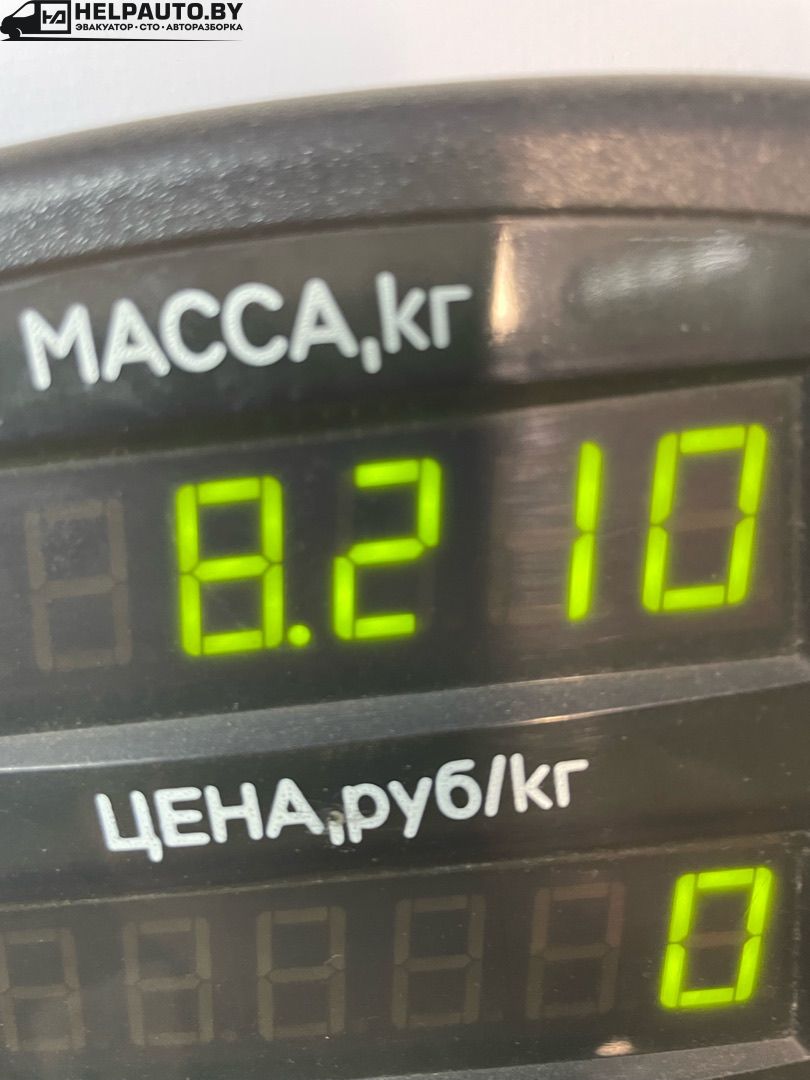 HELPAUTO.BY
ЭВАКУАТОР • СТО • АВТОРАЗБОРКА
МАССА,кг
8.210
ЦЕНА,руб/кг
0